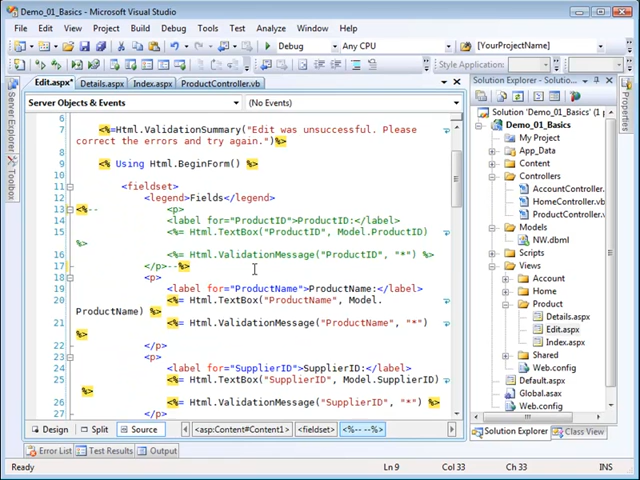 Demo_01_Basics - Microsoft Visual Studio
File Edit View Project Build Debug Data Tools Test Analyze Window Help
Debug Any CPU [YourProjectName]
Style Application:
Edit.aspx* Details.aspx Index.aspx ProductController.vb
Server Objects & Events (No Events)
6
7 <%=Html.ValidationSummary("Edit was unsuccessful. Please
correct the errors and try again.")%>
8
9 <% Using Html.BeginForm() %>
10
11 <fieldset>
12 <legend>Fields</legend>
13 <%-- <p>
14 <label for="ProductID">ProductID:</label>
15 <%= Html.TextBox("ProductID", Model.ProductID)
%>
16 <%= Html.ValidationMessage("ProductID", "*") %>
17 </p>--%>
18 <p>
19 <label for="ProductName">ProductName:</label>
20 <%= Html.TextBox("ProductName", Model.
ProductName) %>
21 <%= Html.ValidationMessage("ProductName", "*")
%>
22 </p>
23 <p>
24 <label for="SupplierID">SupplierID:</label>
25 <%= Html.TextBox("SupplierID", Model.SupplierID)
%>
26 <%= Html.ValidationMessage("SupplierID", "*") %>
27 </p>
Design Split Source <asp:Content#Content1> <fieldset> <%-- --%>
Error List Test Results Output
Ready Ln 9 Col 33 Ch 33 INS
Server Explorer
Toolbox
Solution Explorer - Solution 'Demo_01_Basics'...
Solution 'Demo_01_Basics' (1 project)
Demo_01_Basics
My Project
App_Data
Content
Controllers
AccountController.
HomeController.vb
ProductController.
Models
NW.dbml
Scripts
Views
Account
Home
Product
Details.aspx
Edit.aspx
Index.aspx
Shared
Web.config
Default.aspx
Global.asax
Web.config
Solution Explorer Class View
Properties